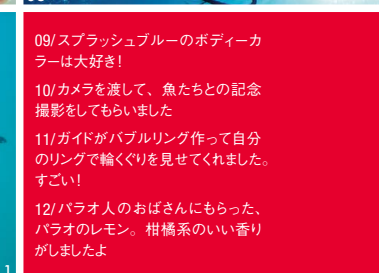 09/スプラッシュブルーのボディーカ
ラーは大好き！
10/カメラを渡して、魚たちとの記念
撮影をしてもらいました
11/ガイドがバブルリング作って自分
のリングで輪くぐりを見せてくれました。
すごい！
12/パラオ人のおばさんにもらった、
パラオのレモン。柑橘系のいい香り
がしましたよ
1